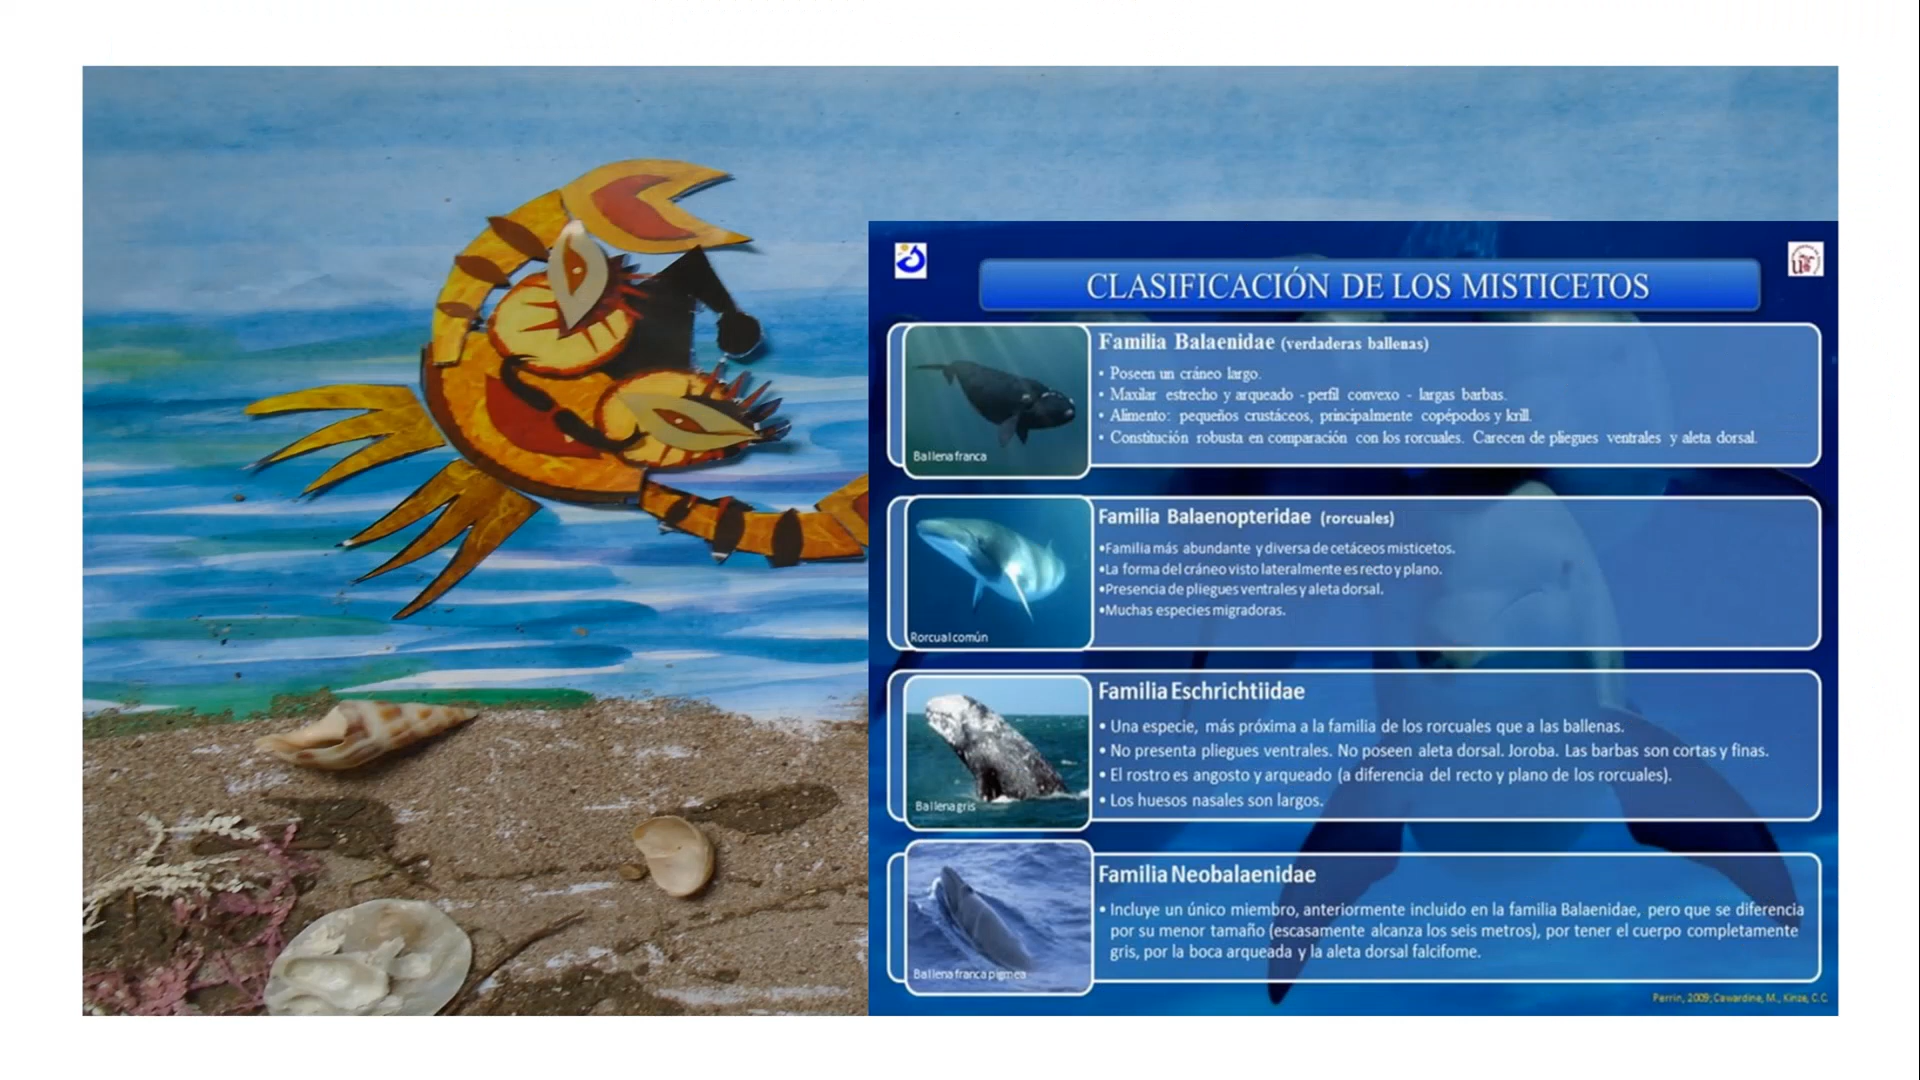 CLASIFICACIÓN DE LOS MISTICETOS
Familia Balaenidae (verdaderas ballenas)
• Poseen un cráneo largo.
• Maxilar estrecho y arqueado - perfil convexo - largas barbas.
• Alimento: pequeños crustáceos, principalmente copépodos y krill.
• Constitución robusta en comparación con los rorcuales. Carecen de pliegues ventrales y aleta dorsal.
Ballena franca
Familia Balaenopteridae (rorcuales)
•Familia más abundante y diversa de cetáceos misticetos.
•La forma del cráneo visto lateralmente es recto y plano.
•Presencia de pliegues ventrales y aleta dorsal.
•Muchas especies migradoras.
Rorcual común
Familia Eschrichtiidae
• Una especie, más próxima a la familia de los rorcuales que a las ballenas.
• No presenta pliegues ventrales. No poseen aleta dorsal. Joroba. Las barbas son cortas y finas.
• El rostro es angosto y arqueado (a diferencia del recto y plano de los rorcuales).
• Los huesos nasales son largos.
Ballena gris
Familia Neobalaenidae
• Incluye un único miembro, anteriormente incluido en la familia Balaenidae, pero que se diferencia
por su menor tamaño (escasamente alcanza los seis metros), por tener el cuerpo completamente
gris, por la boca arqueada y la aleta dorsal falcifome.
Ballena franca pigmea
Perrin, 2009; Cawardine, M., Kinze, C.C